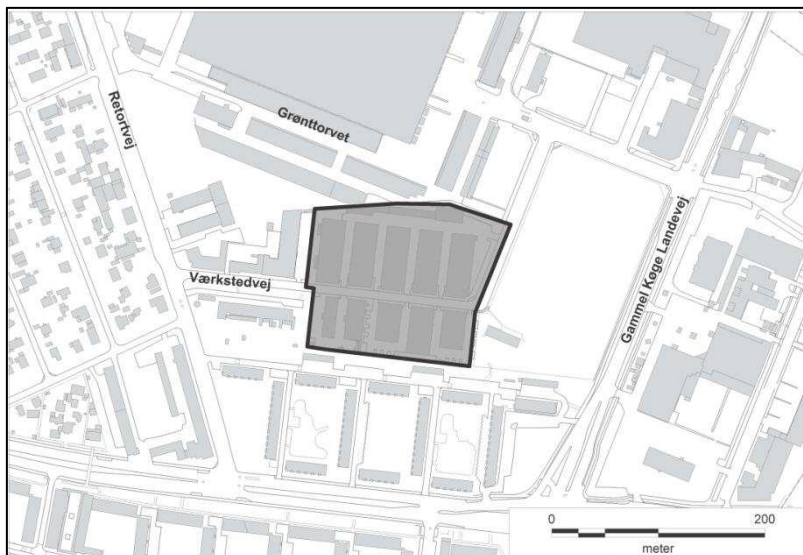 Grønttorvet
Retortvej
Værkstedvej
Gammel Køge Landevej
0 200
meter